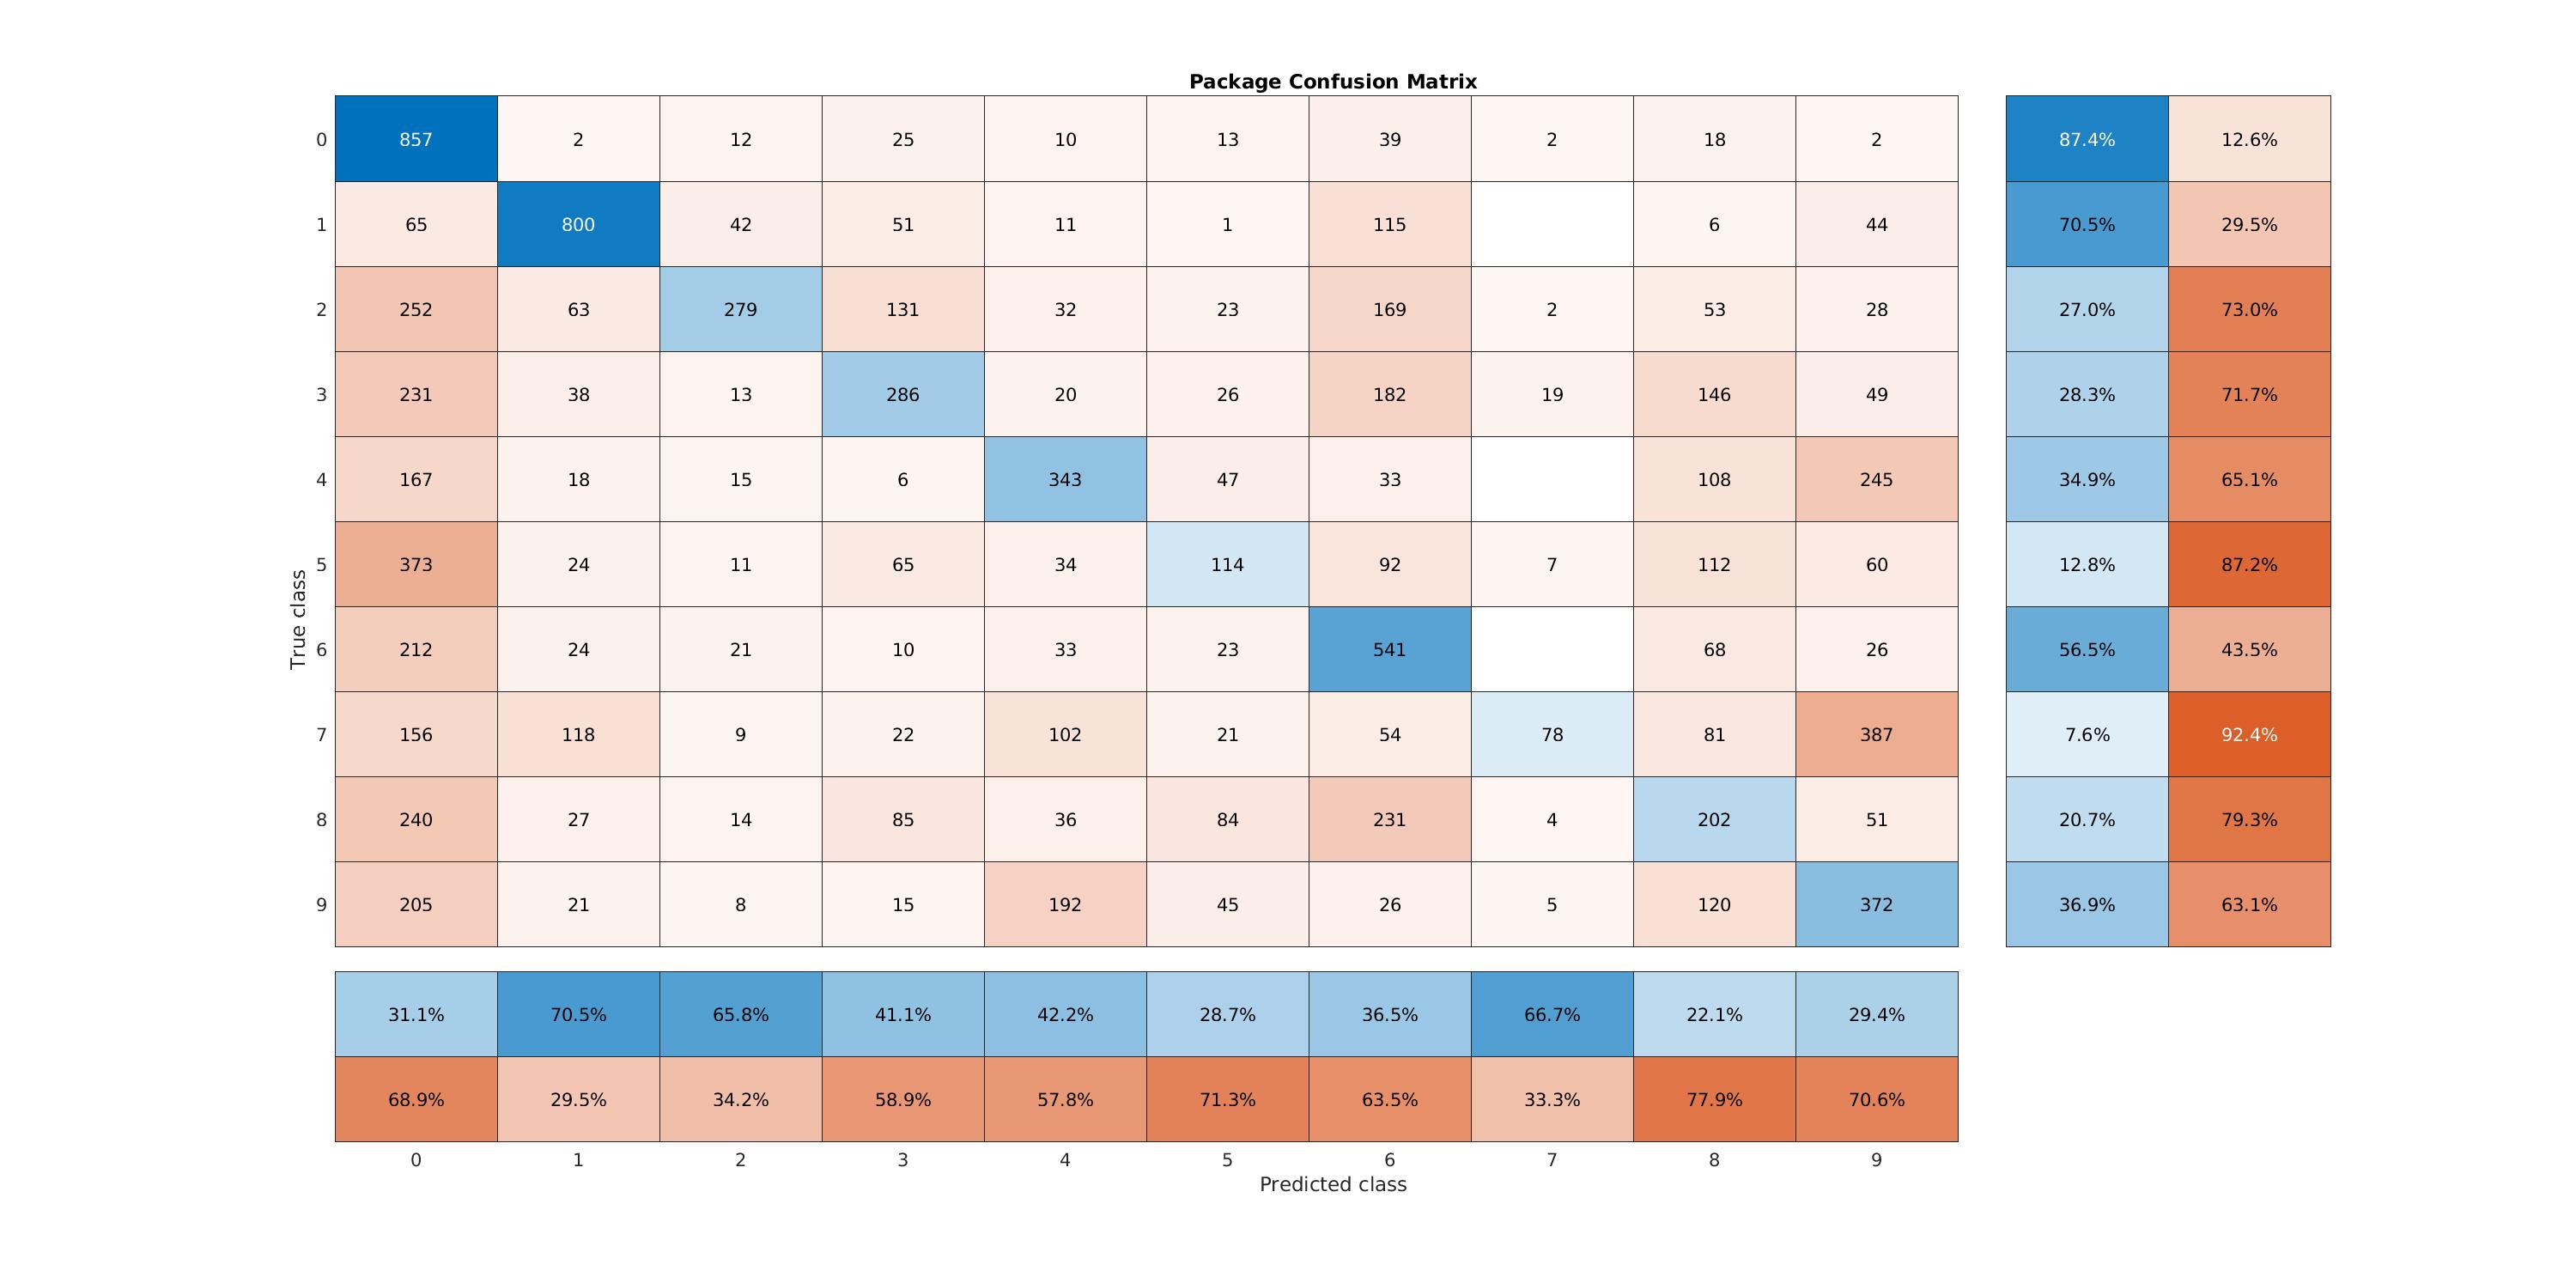 Package Confusion Matrix
0 857 2 12 25 10 13 39 2 18 2 87.4% 12.6%
1 65 800 42 51 11 1 115 6 44 70.5% 29.5%
2 252 63 279 131 32 23 169 2 53 28 27.0% 73.0%
3 231 38 13 286 20 26 182 19 146 49 28.3% 71.7%
4 167 18 15 6 343 47 33 108 245 34.9% 65.1%
5 373 24 11 65 34 114 92 7 112 60 12.8% 87.2%
6 212 24 21 10 33 23 541 68 26 56.5% 43.5%
7 156 118 9 22 102 21 54 78 81 387 7.6% 92.4%
8 240 27 14 85 36 84 231 4 202 51 20.7% 79.3%
9 205 21 8 15 192 45 26 5 120 372 36.9% 63.1%
True class
31.1% 70.5% 65.8% 41.1% 42.2% 28.7% 36.5% 66.7% 22.1% 29.4%
68.9% 29.5% 34.2% 58.9% 57.8% 71.3% 63.5% 33.3% 77.9% 70.6%
0 1 2 3 4 5 6 7 8 9
Predicted class